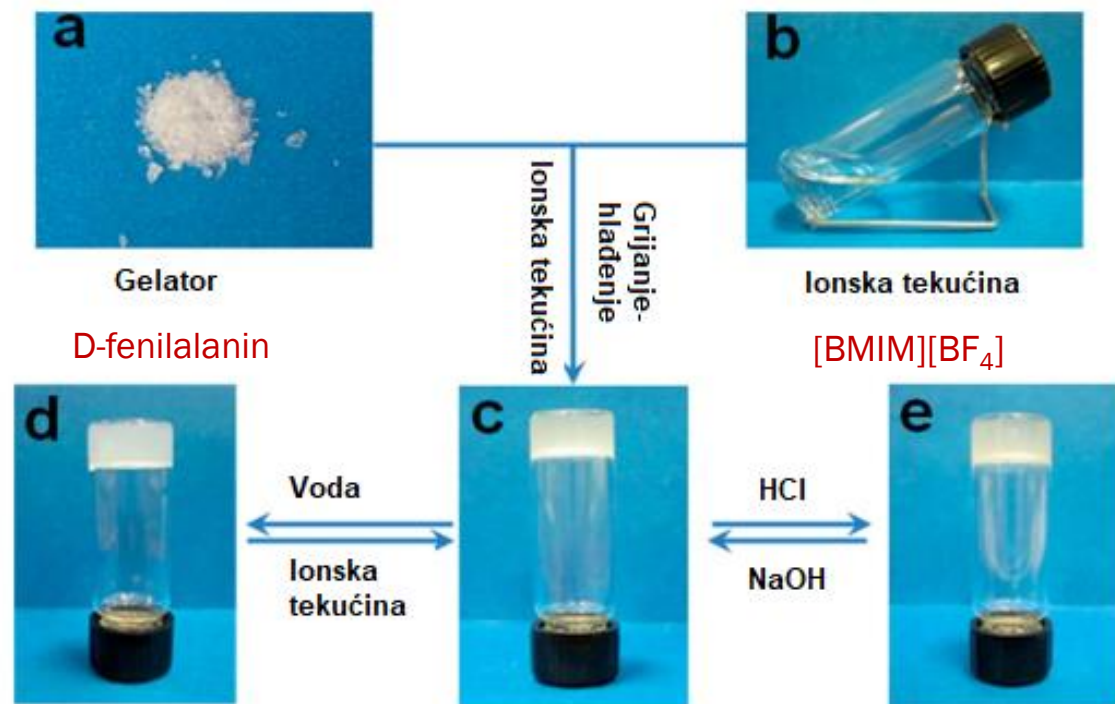 a
b
Gelator
Ionska tekućina
Grijanje-
hlađenje
Ionska tekućina
D-fenilalanin
[BMIM][BF₄]
d
c
e
Voda
Ionska
tekućina
HCl
NaOH